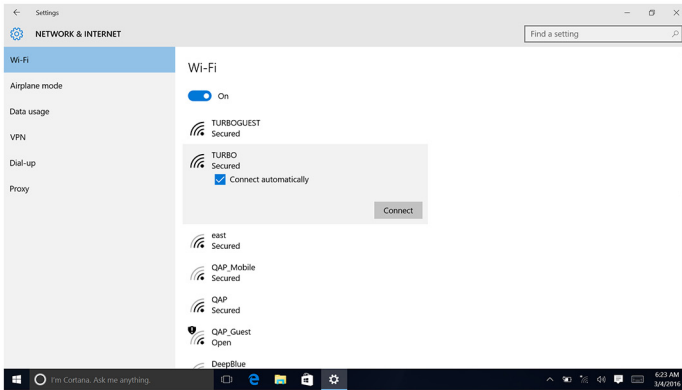 Settings
NETWORK & INTERNET
Find a setting
Wi-Fi
Airplane mode
Data usage
VPN
Dial-up
Proxy
Wi-Fi
On
TURBOGUEST
Secured
TURBO
Secured
Connect automatically
Connect
east
Secured
QAP_Mobile
Secured
QAP
Secured
QAP_Guest
Open
DeepBlue
I'm Cortana. Ask me anything.
6:23 AM
3/4/2016